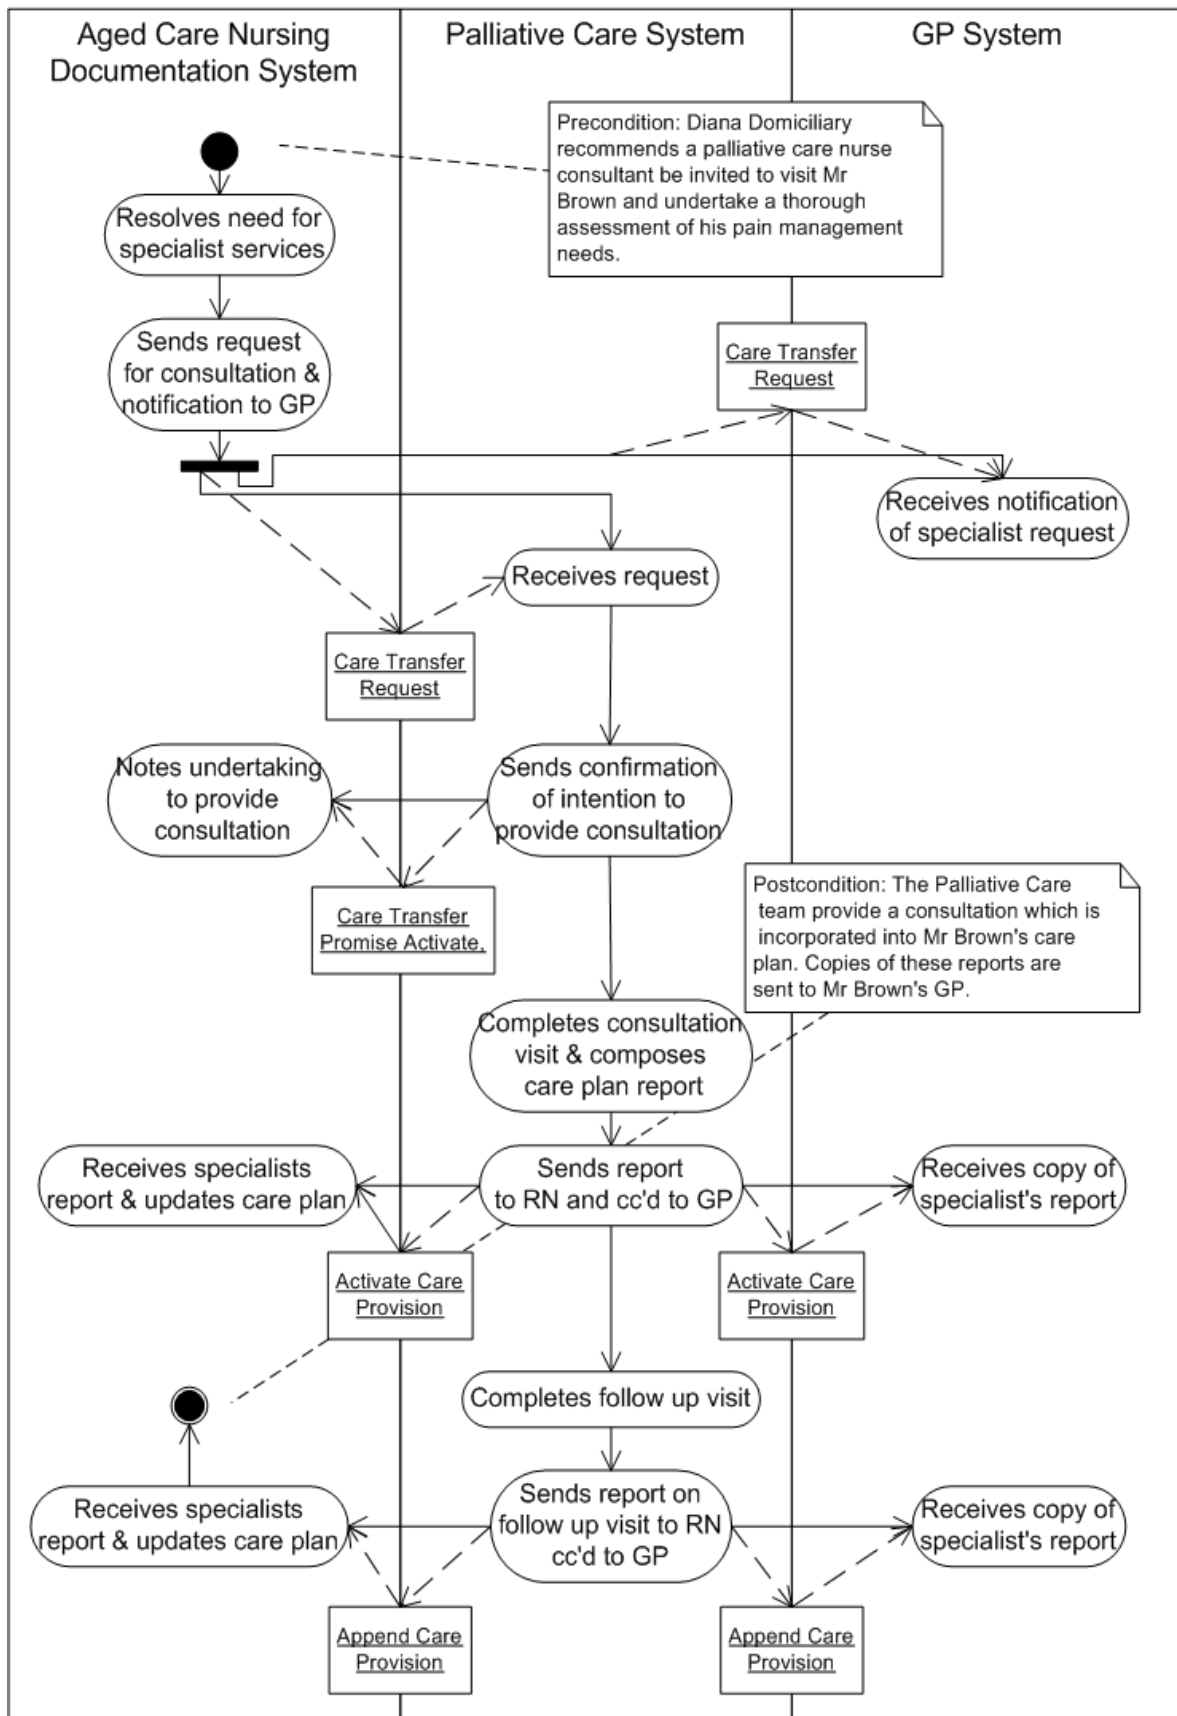 Aged Care Nursing
Documentation System
Palliative Care System
GP System
Precondition: Diana Domiciliary
recommends a palliative care nurse
consultant be invited to visit Mr
Brown and undertake a thorough
assessment of his pain management
needs.
Resolves need for
specialist services
Sends request
for consultation &
notification to GP
Care Transfer
Request
Receives notification
of specialist request
Receives request
Care Transfer
Request
Notes undertaking
to provide
consultation
Sends confirmation
of intention to
provide consultation
Care Transfer
Promise Activate,
Postcondition: The Palliative Care
team provide a consultation which is
incorporated into Mr Brown's care
plan. Copies of these reports are
sent to Mr Brown's GP.
Completes consultation
visit & composes
care plan report
Receives specialists
report & updates care plan
Sends report
to RN and cc'd to GP
Receives copy of
specialist's report
Activate Care
Provision
Activate Care
Provision
Completes follow up visit
Receives specialists
report & updates care plan
Sends report on
follow up visit to RN
cc'd to GP
Receives copy of
specialist's report
Append Care
Provision
Append Care
Provision